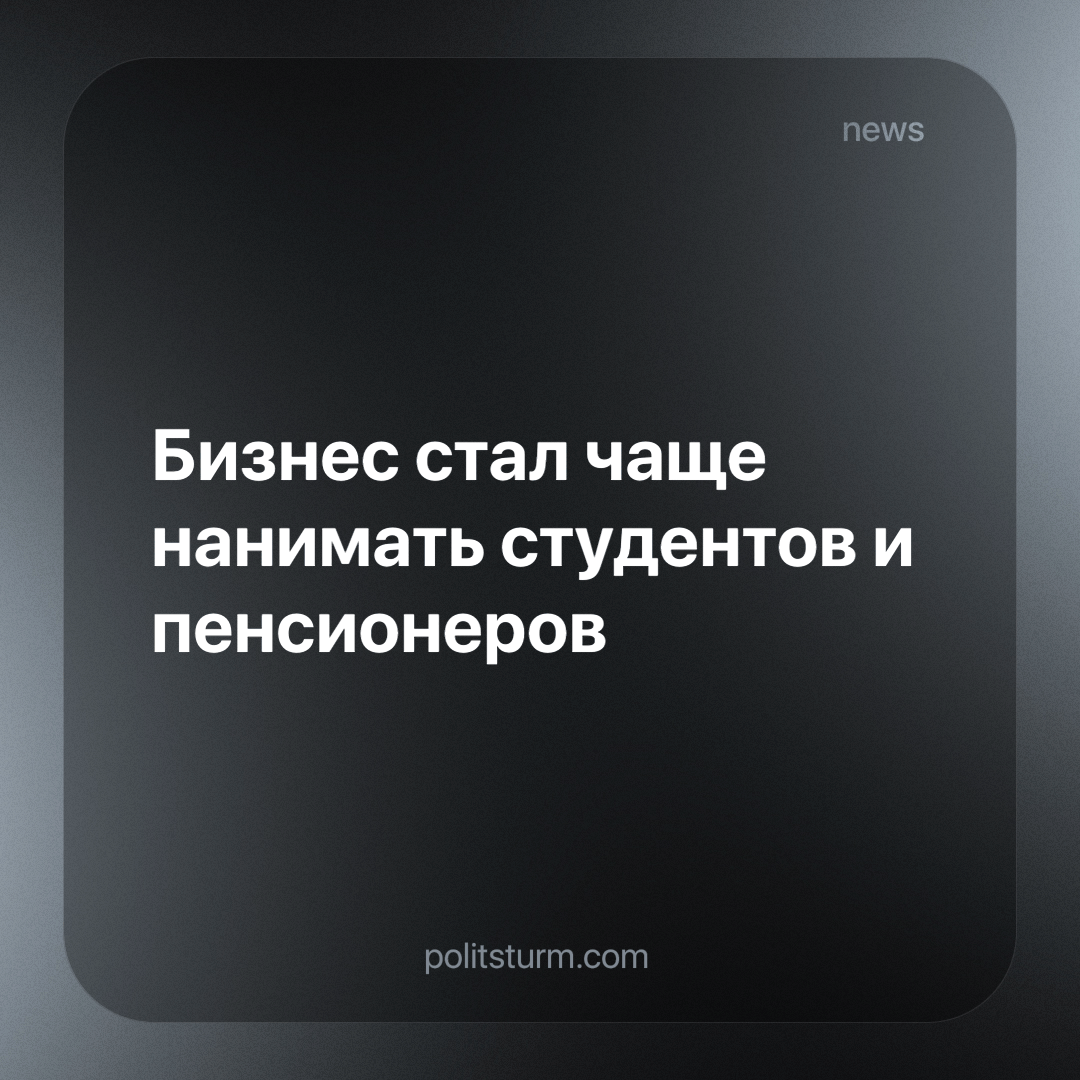 news
Бизнес стал чаще
нанимать студентов и
пенсионеров
politsturm.com